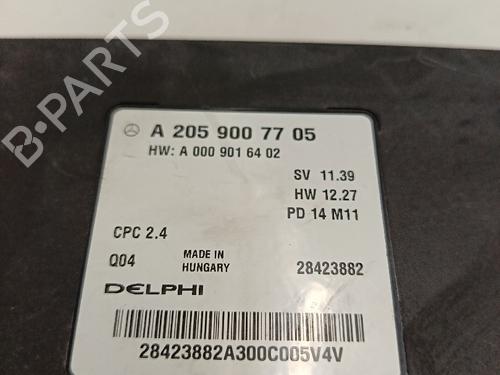 A 205 900 77 05
HW: A 000 901 64 02
SV 11.39
HW 12.27
PD 14 M11
CPC 2.4
Q04
MADE IN
HUNGARY
28423882
DELPHI
28423882A300C005V4V
B-PARTS